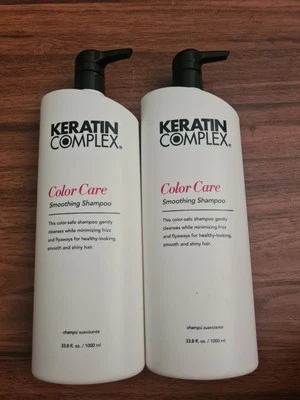 KERATIN
COMPLEX®
Color Care
Smoothing Shampoo
This color-safe shampoo gently
cleanses while minimizing frizz
and flyaways for healthy-looking,
smooth and shiny hair.
champú suavizante
33.8 fl. oz. / 1000 ml
KERATIN
COMPLEX®
Color Care
Smoothing Shampoo
This color-safe shampoo gently
cleanses while minimizing frizz
and flyaways for healthy-looking,
smooth and shiny hair.
champú suavizante
33.8 fl. oz. / 1000 ml